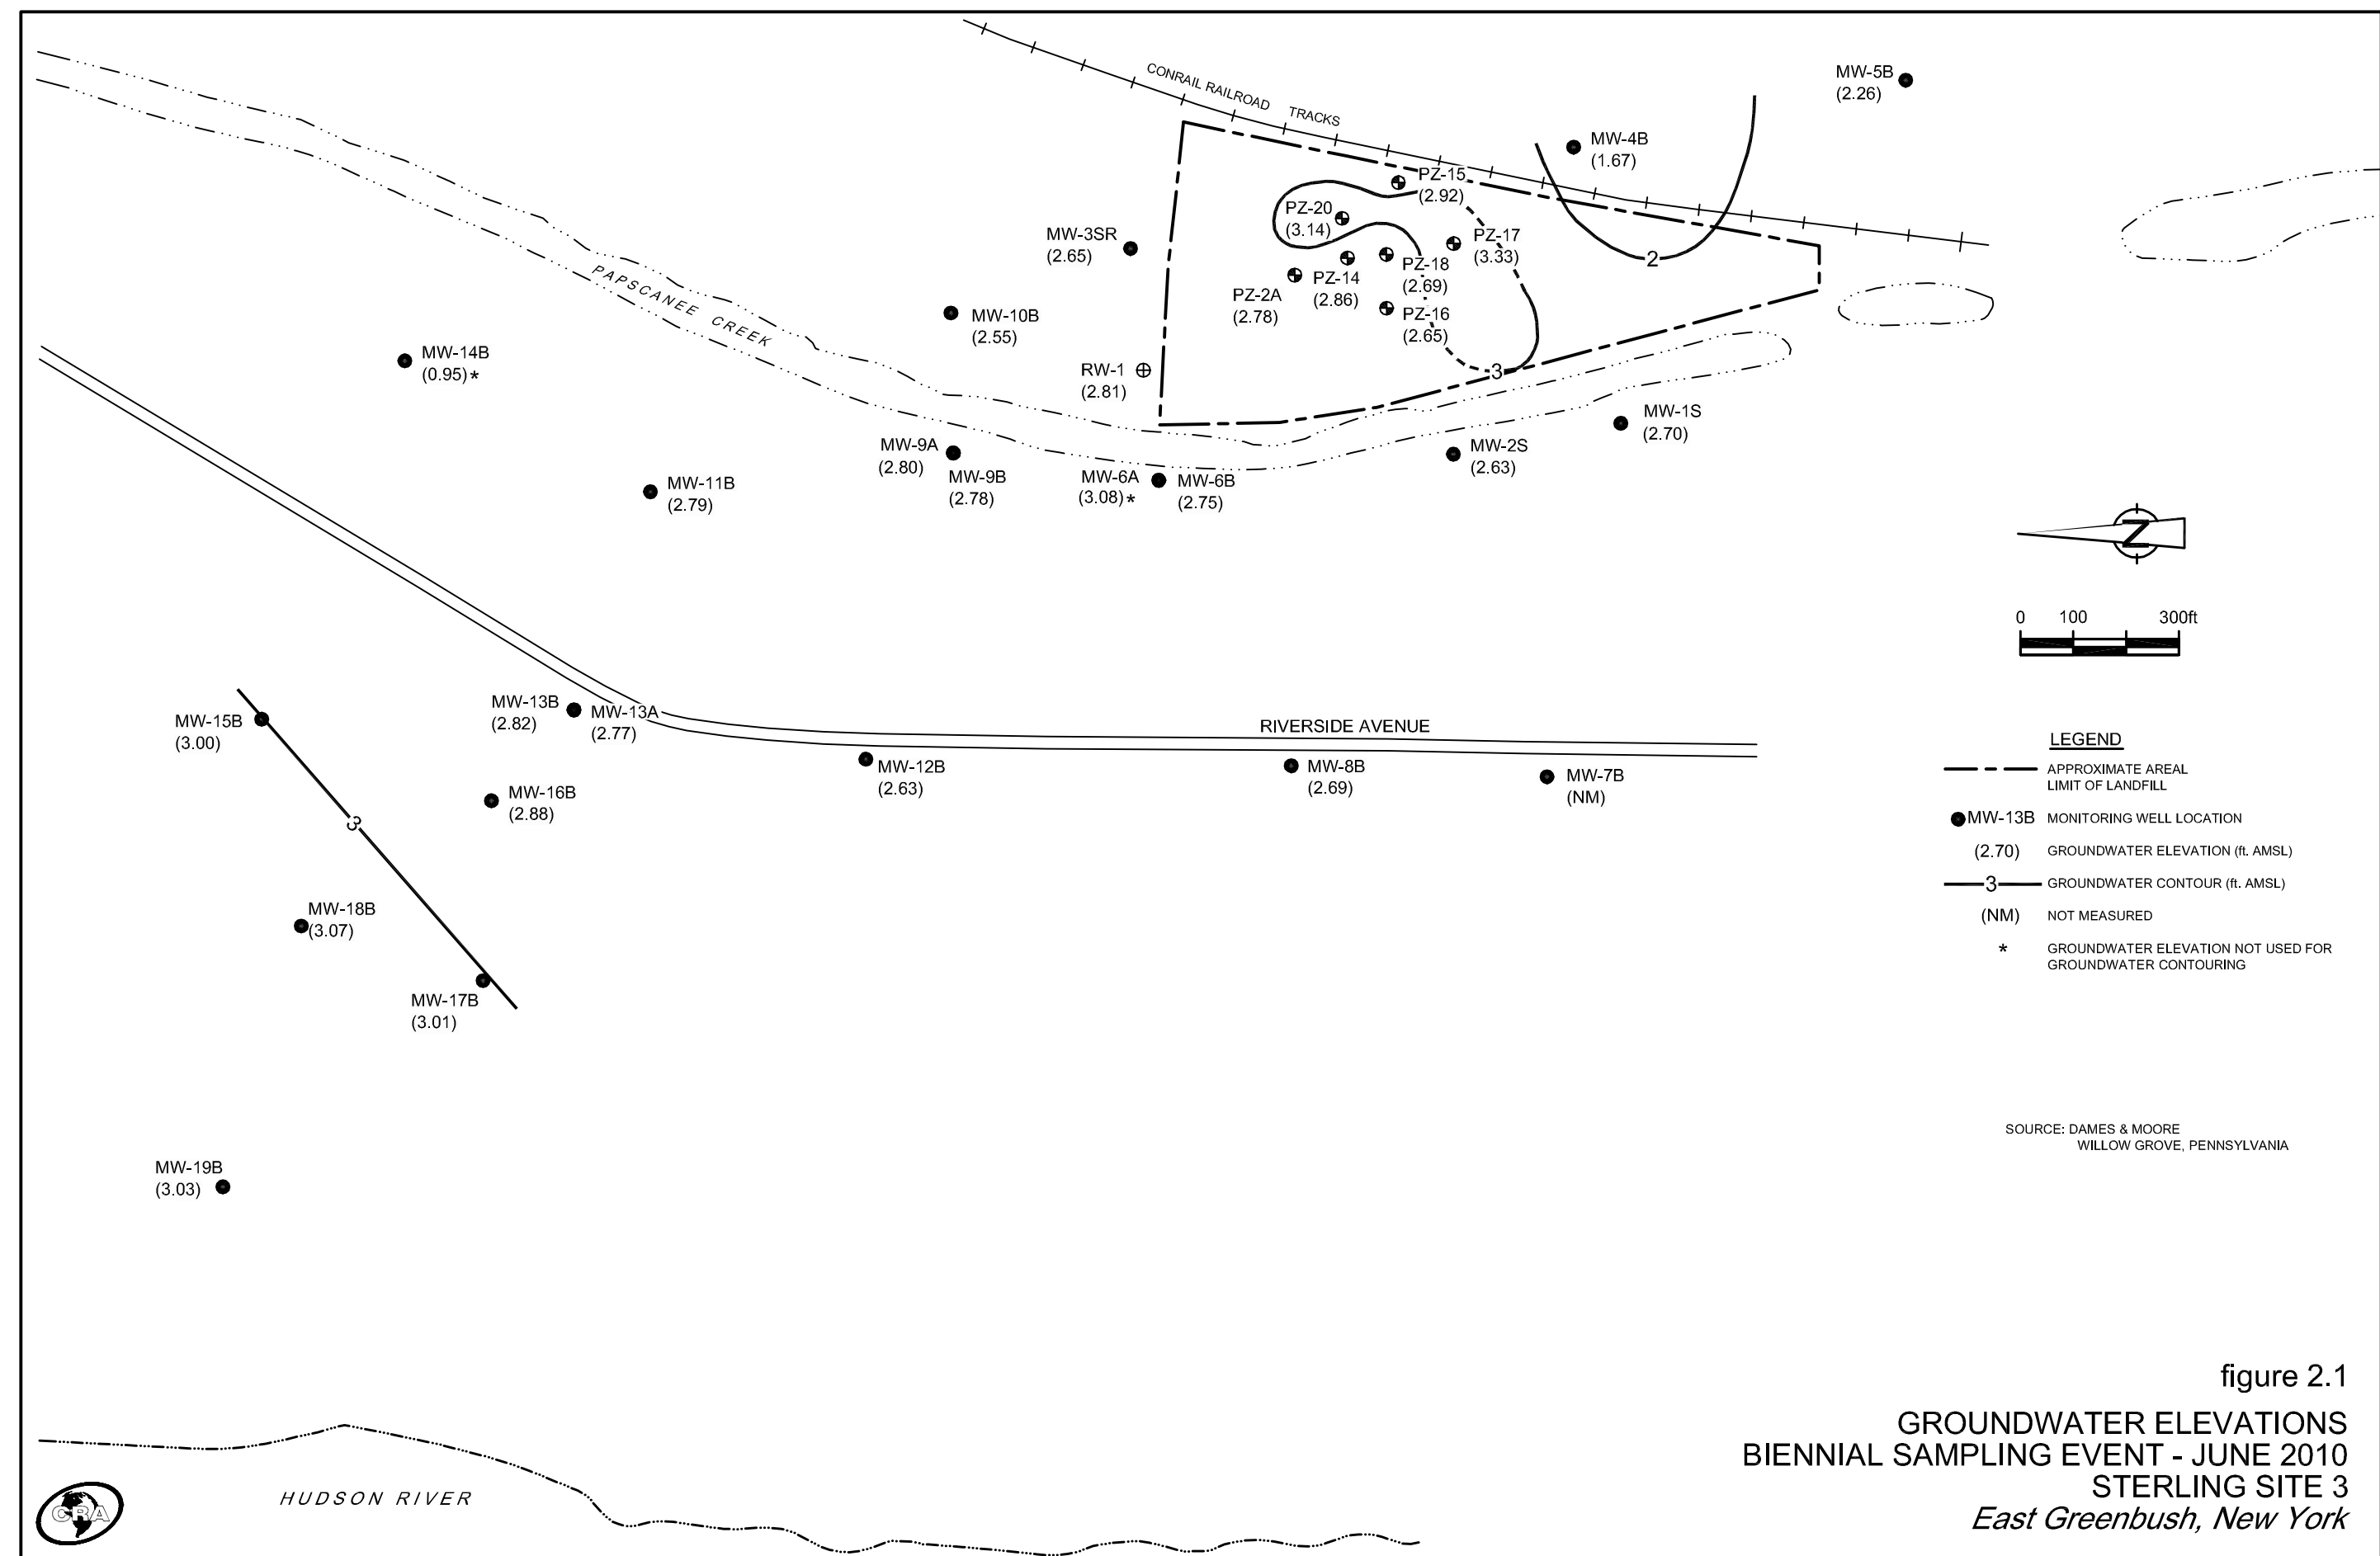 CONRAIL RAILROAD TRACKS
MW-5B
(2.26)
MW-4B
(1.67)
PZ-15
(2.92)
PZ-20
(3.14)
PZ-17
(3.33)
MW-3SR
(2.65)
PZ-18
(2.69)
PZ-14
(2.86)
PZ-2A
(2.78)
PZ-16
(2.65)
2
3
PAPSCANEE CREEK
MW-10B
(2.55)
MW-14B
(0.95)*
RW-1
(2.81)
MW-1S
(2.70)
MW-9A
(2.80)
MW-9B
(2.78)
MW-2S
(2.63)
MW-11B
(2.79)
MW-6A
(3.08)*
MW-6B
(2.75)
N
0 100 300ft
MW-13B
(2.82)
MW-13A
(2.77)
MW-15B
(3.00)
RIVERSIDE AVENUE
MW-12B
(2.63)
MW-8B
(2.69)
MW-7B
(NM)
MW-16B
(2.88)
3
MW-18B
(3.07)
MW-17B
(3.01)
MW-19B
(3.03)
LEGEND
APPROXIMATE AREAL
LIMIT OF LANDFILL
MW-13B MONITORING WELL LOCATION
(2.70) GROUNDWATER ELEVATION (ft. AMSL)
3 GROUNDWATER CONTOUR (ft. AMSL)
(NM) NOT MEASURED
* GROUNDWATER ELEVATION NOT USED FOR
GROUNDWATER CONTOURING
SOURCE: DAMES & MOORE
WILLOW GROVE, PENNSYLVANIA
HUDSON RIVER
CRA
figure 2.1
GROUNDWATER ELEVATIONS
BIENNIAL SAMPLING EVENT - JUNE 2010
STERLING SITE 3
East Greenbush, New York